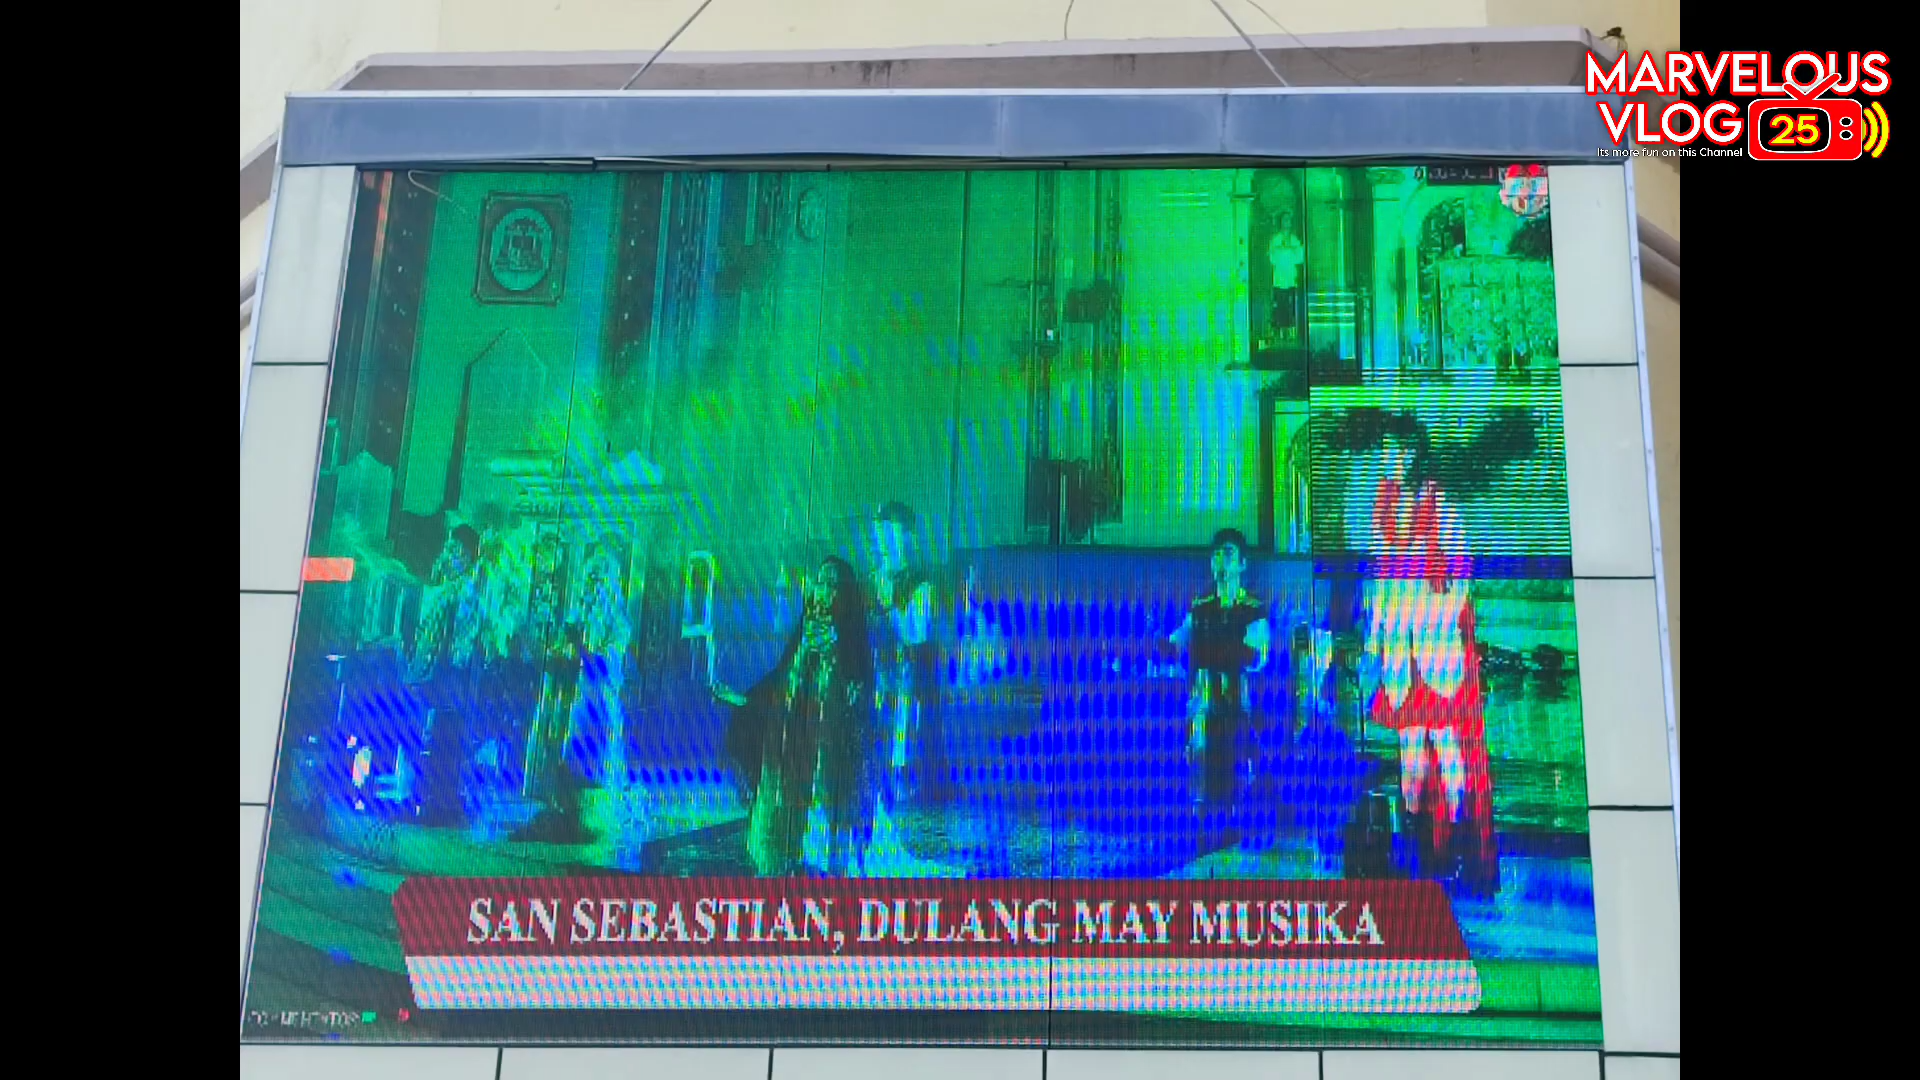 MARVELOUS
VLOG 25
Its more fun on this Channel
SAN SEBASTIAN, DULANG MAY MUSIKA